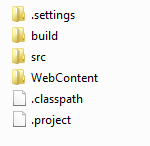 .settings
build
src
WebContent
.classpath
.project